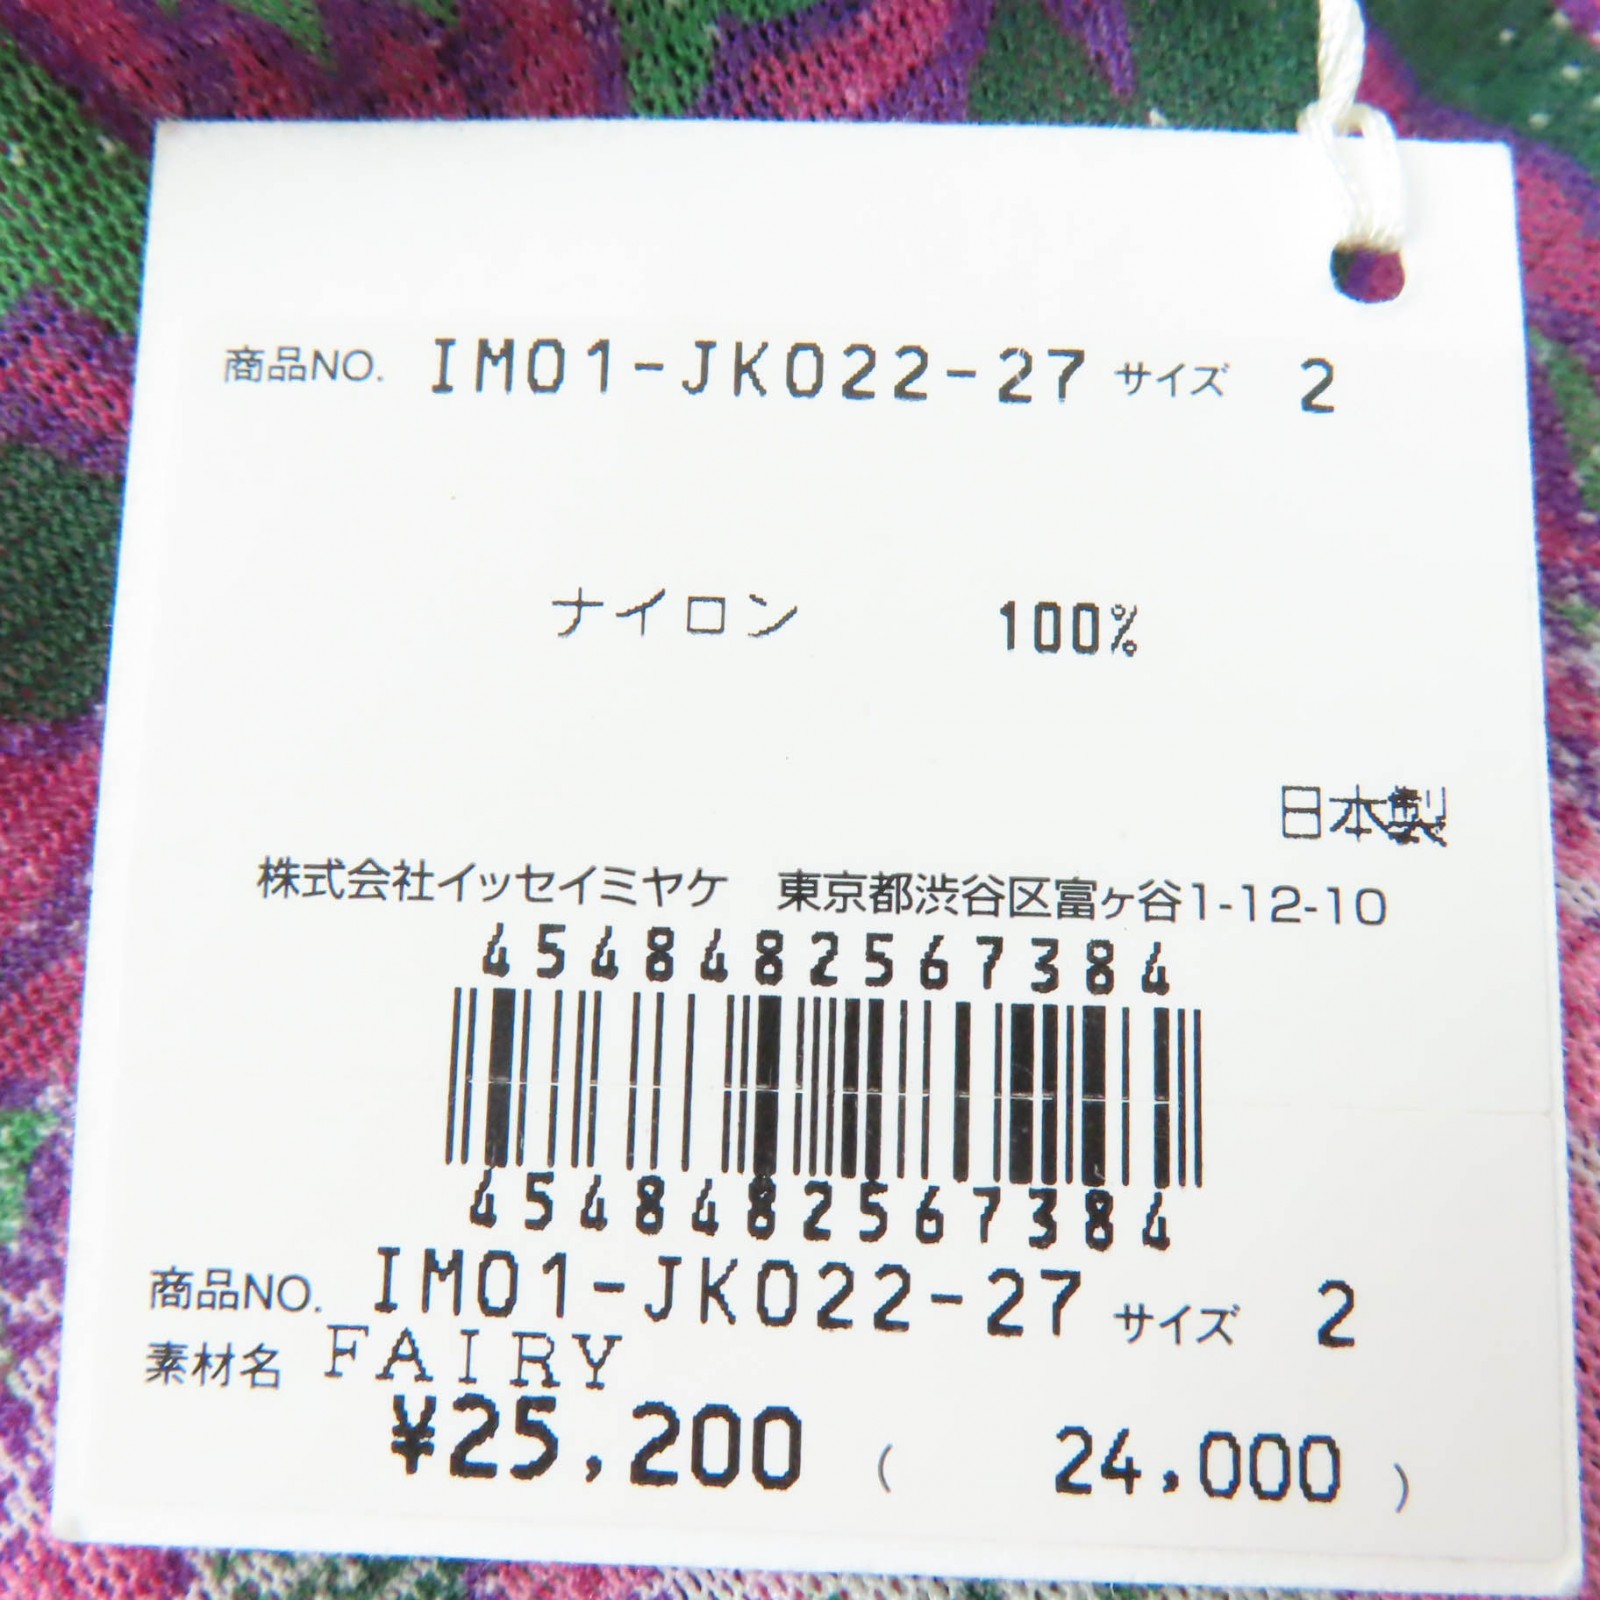 商品NO. IM01-JK022-27 サイズ 2
ナイロン 100%
日本製
株式会社イッセイミヤケ 東京都渋谷区富ヶ谷1-12-10
4548482567384
4548482567384
商品NO. IM01-JK022-27 サイズ 2
素材名 FAIRY
¥25,200 ( 24,000 )